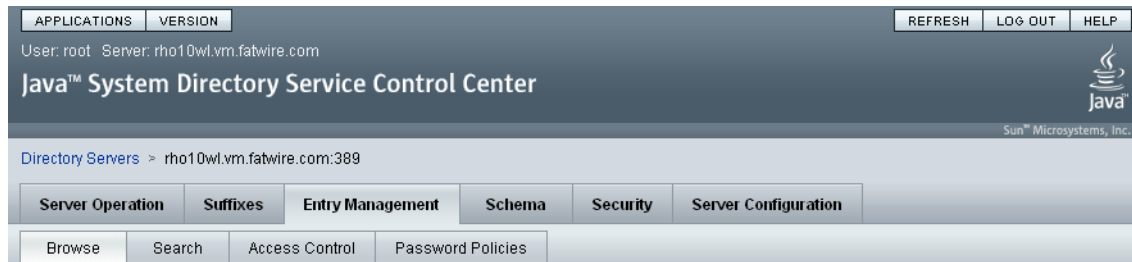 APPLICATIONS VERSION REFRESH LOG OUT HELP
User: root Server: rho10wl.vm.fatwire.com
Java™ System Directory Service Control Center
Java™
Sun™ Microsystems, Inc.
Directory Servers > rho10wl.vm.fatwire.com:389
Server Operation Suffixes Entry Management Schema Security Server Configuration
Browse Search Access Control Password Policies